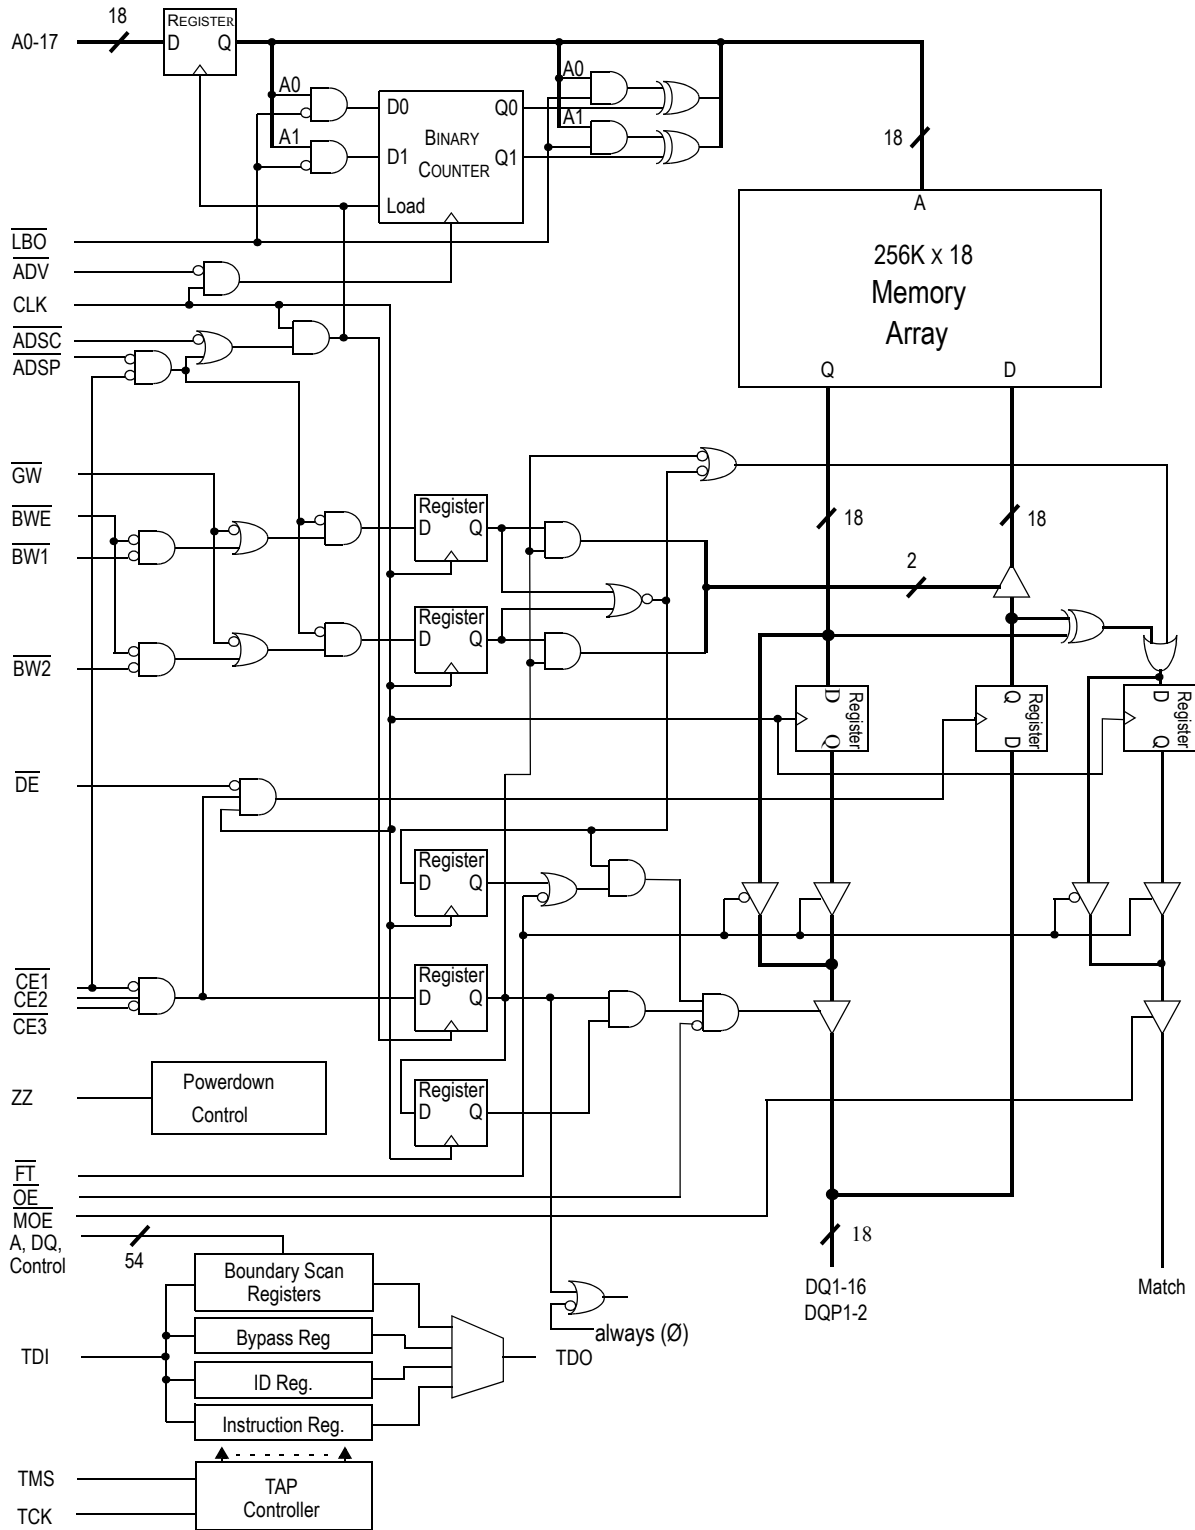 18
REGISTER
A0-17
D Q
A0
A0
D0 Q0
A1
A1
BINARY
18
D1 Q1
COUNTER
Load
A
LBO
256K x 18
ADV
Memory
CLK
Array
ADSC
ADSP
Q D
GW
Register
BWE
D Q
18
18
BW1
2
Register
D Q
BW2
D
Register
Q
Q
Register
D
D
Register
Q
DE
Register
D Q
CE1
Register
CE2
D Q
CE3
Powerdown
Register
ZZ
D Q
Control
FT
OE
MOE
A, DQ,
Control
54
18
Boundary Scan
Registers
DQ1-16
Match
DQP1-2
Bypass Reg
always (Ø)
TDI
TDO
ID Reg.
Instruction Reg.
TMS
TAP
Controller
TCK